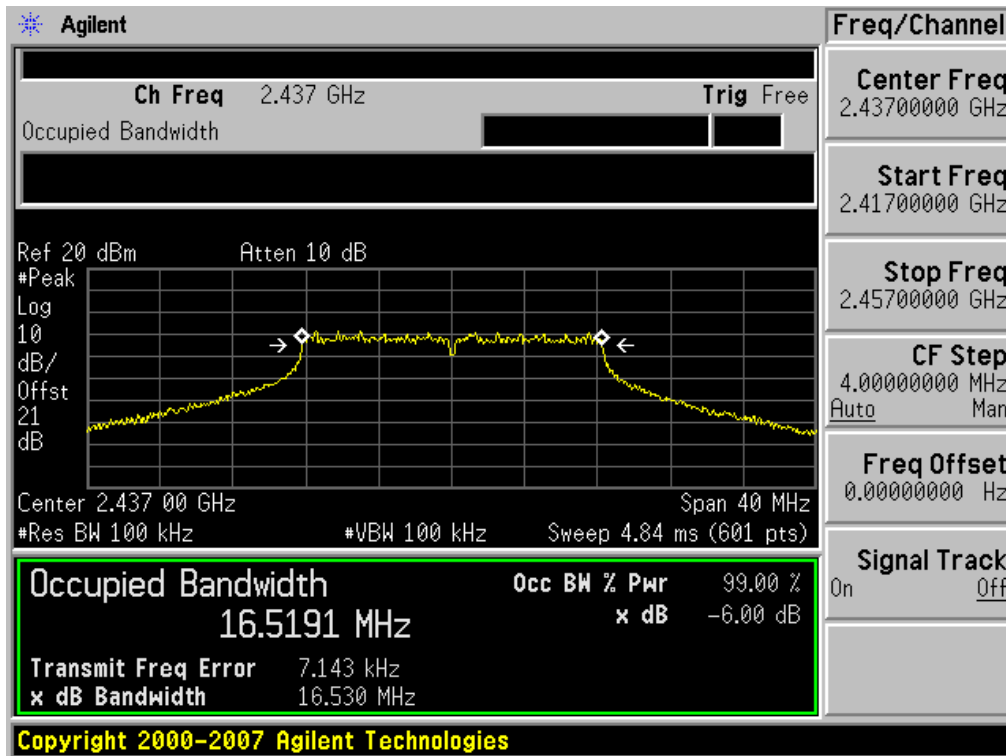 Agilent
Freq/Channel
Ch Freq 2.437 GHz Trig Free
Occupied Bandwidth
Center Freq
2.43700000 GHz
Start Freq
2.41700000 GHz
Stop Freq
2.45700000 GHz
CF Step
4.00000000 MHz
Auto Man
Freq Offset
0.00000000 Hz
Signal Track
On Off
Ref 20 dBm Atten 10 dB
#Peak
Log
10
dB/
Offst
21
dB
Center 2.437 00 GHz Span 40 MHz
#Res BW 100 kHz #VBW 100 kHz Sweep 4.84 ms (601 pts)
Occupied Bandwidth Occ BW % Pwr 99.00 %
16.5191 MHz x dB -6.00 dB
Transmit Freq Error 7.143 kHz
x dB Bandwidth 16.530 MHz
Copyright 2000-2007 Agilent Technologies